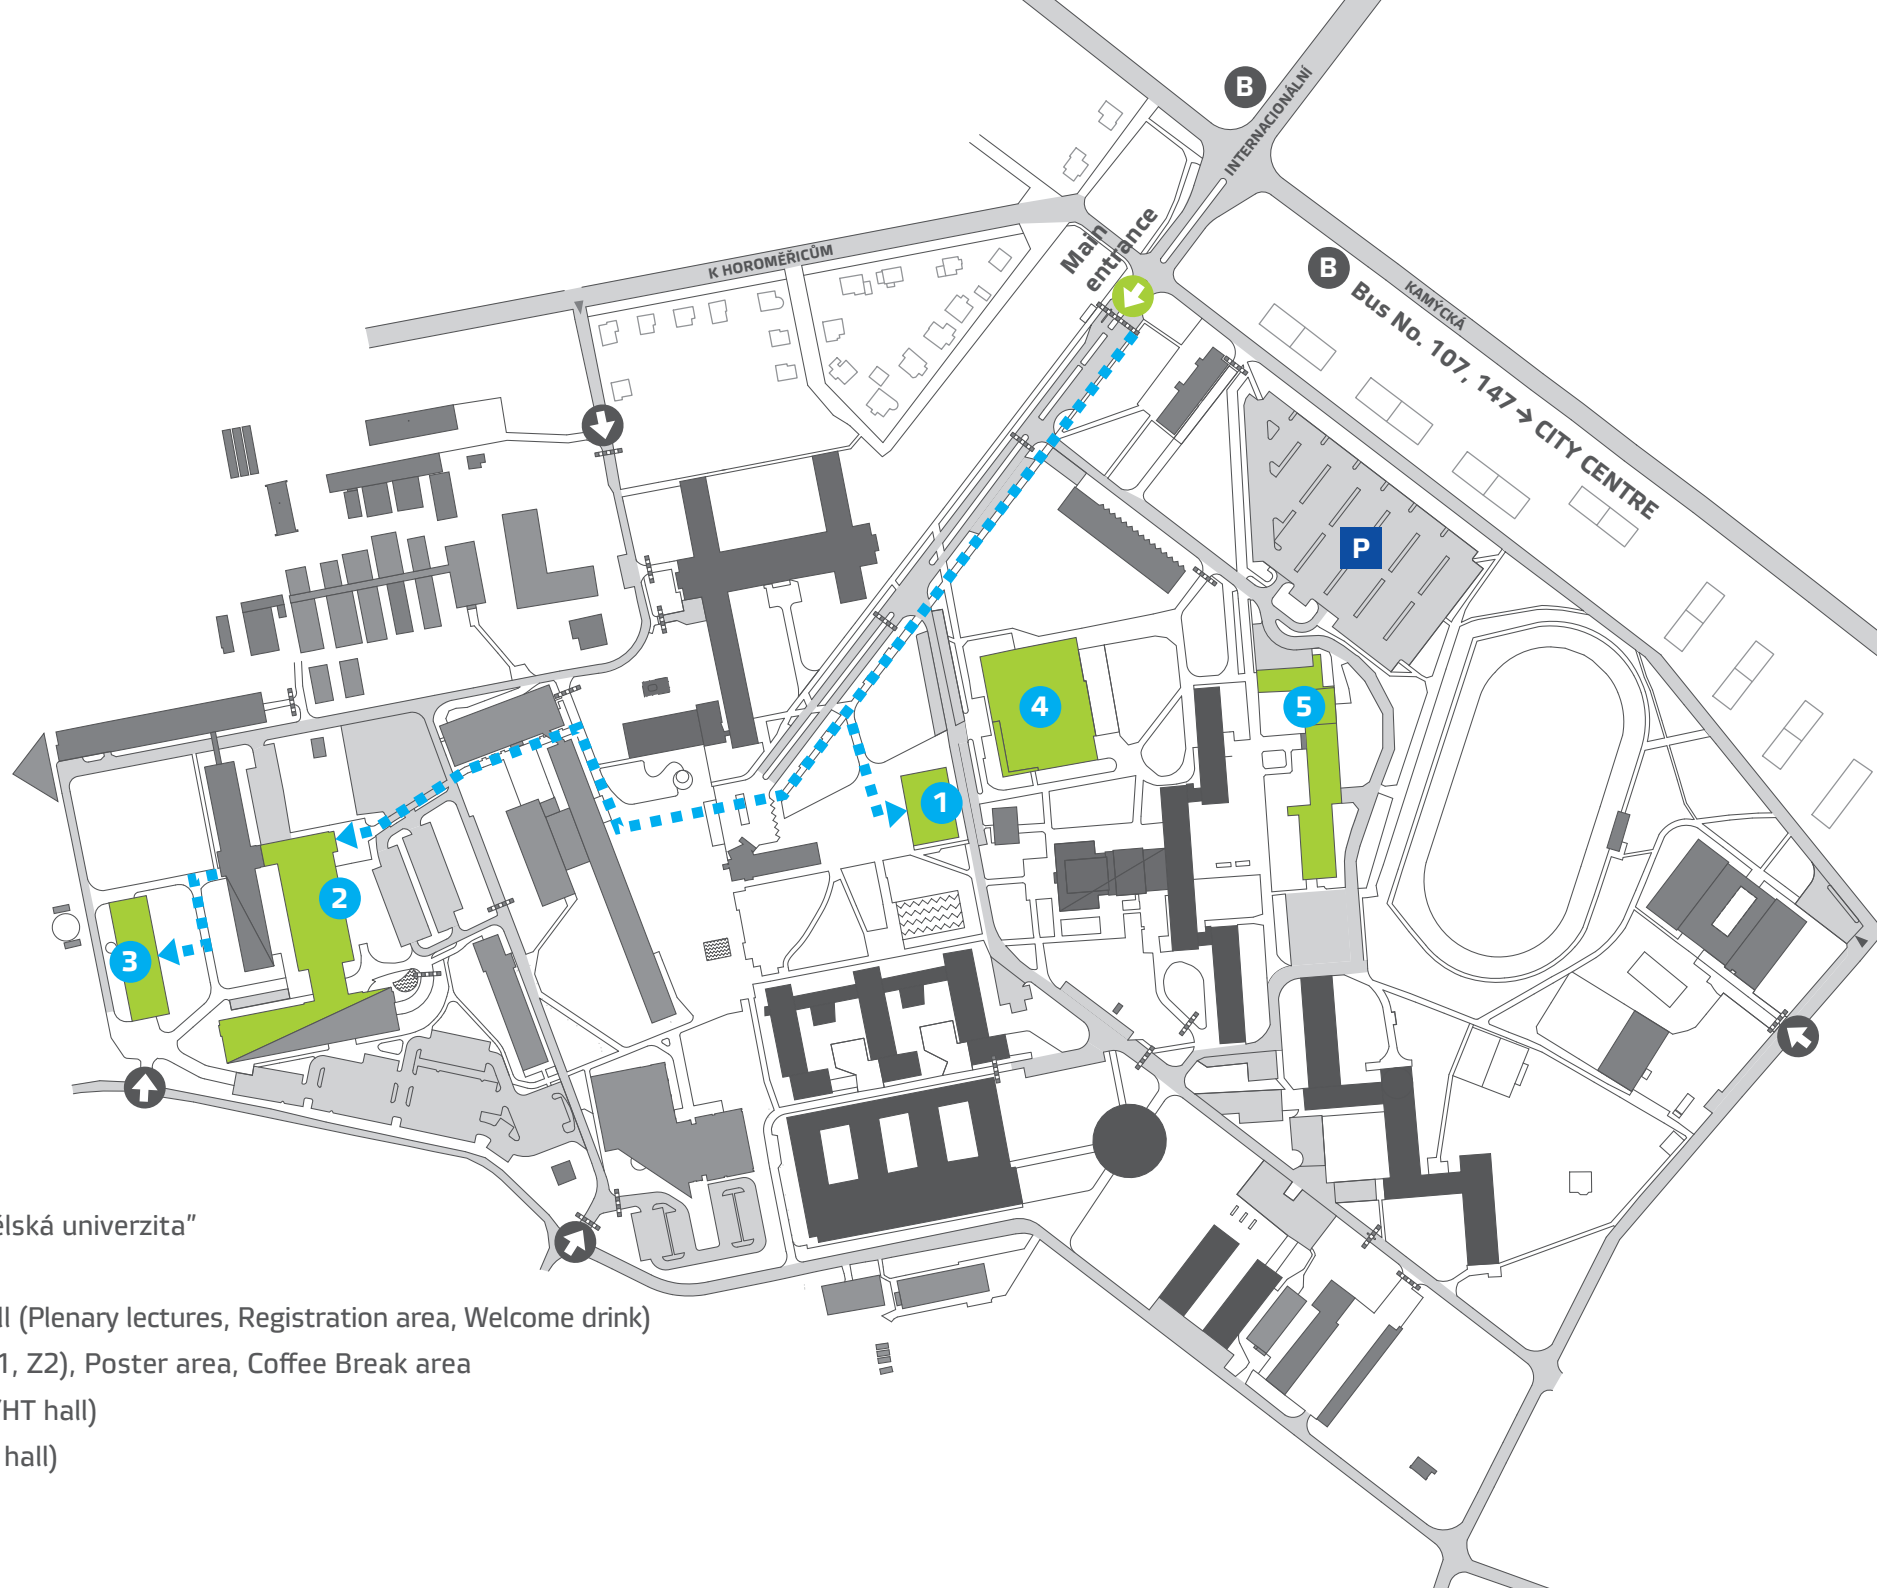 B
INTERNACIONÁLNÍ
Main
entrance
K HOROMĚŘICŮM
B
KAMÝCKÁ
Bus No. 107, 147→ CITY CENTRE
P
4
5
1
2
3
ělská univerzita”
ll (Plenary lectures, Registration area, Welcome drink)
1, Z2), Poster area, Coffee Break area
HT hall)
hall)